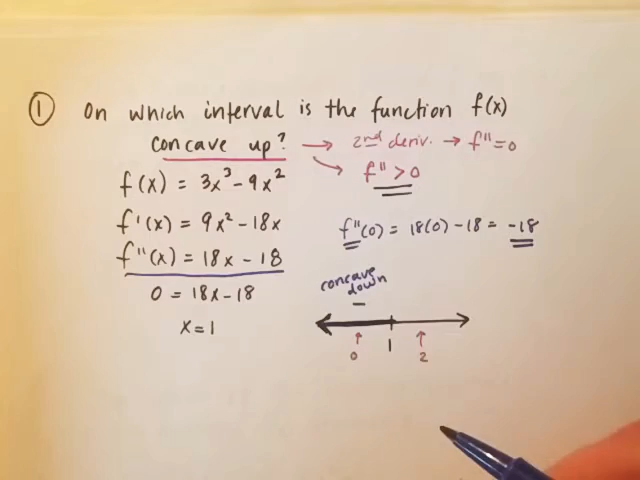 ① On which interval is the function f(x)
concave up? → 2nd deriv. → f''=0
→ f'' > 0
f(x) = 3x³ - 9x²
f'(x) = 9x² - 18x
f''(0) = 18(0) - 18 = -18
f''(x) = 18x - 18
0 = 18x - 18
x = 1
concave
down
−
0 1 2